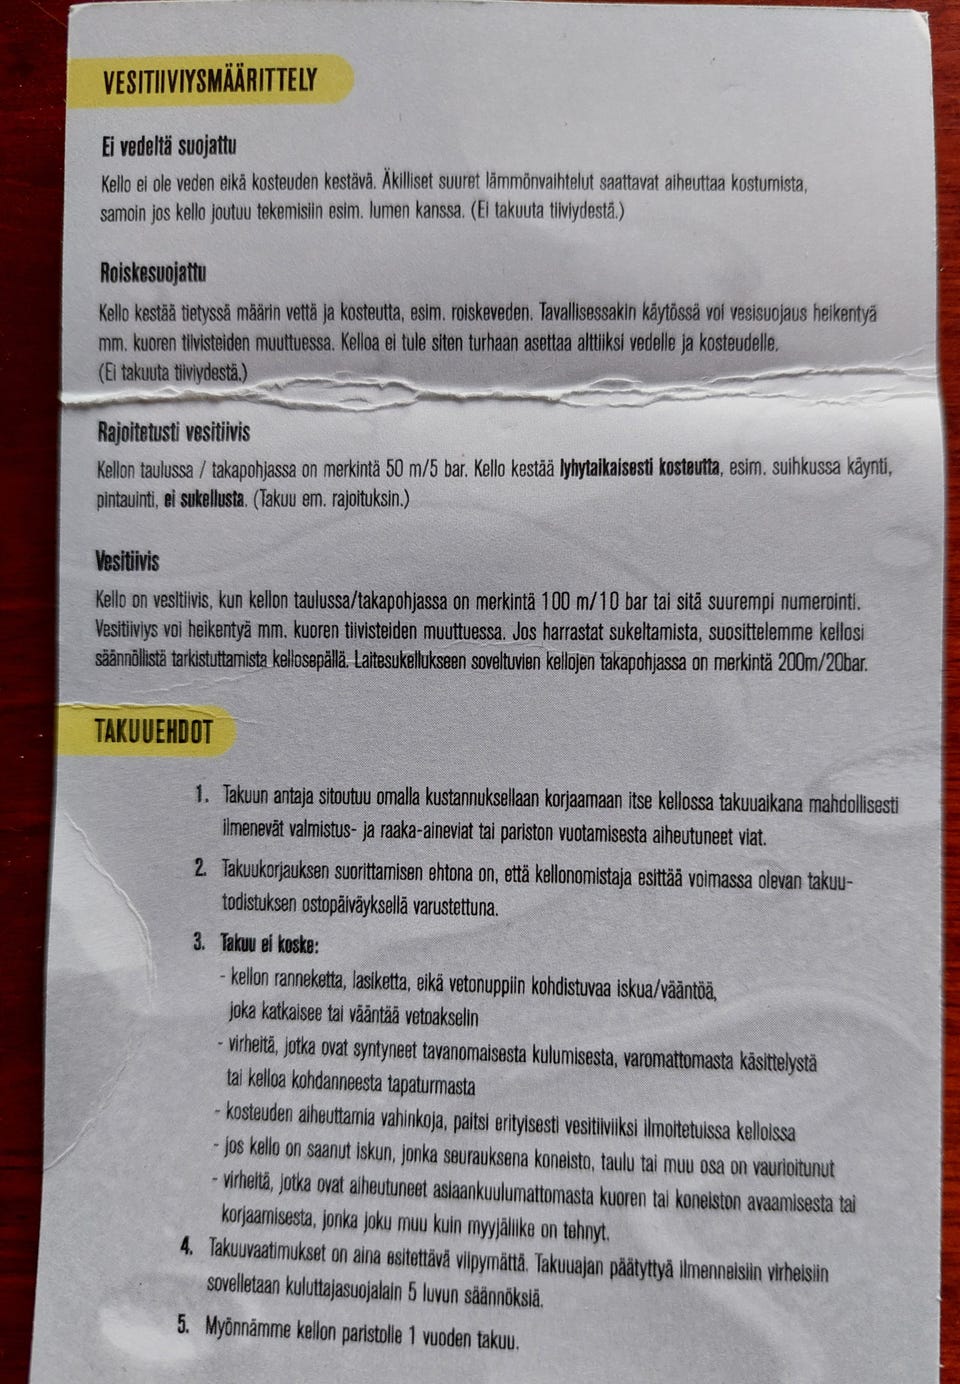 VESITIIVIYSMÄÄRITTELY
Ei vedeltä suojattu
Kello ei ole veden eikä kosteuden kestävä. Äkilliset suuret lämmönvaihtelut saattavat aiheuttaa kostumista,
samoin jos kello joutuu tekemisiin esim. lumen kanssa. (Ei takuuta tiiviydestä.)
Roiskesuojattu
Kello kestää tietyssä määrin vettä ja kosteutta, esim. roiskeveden. Tavallisessakin käytössä voi vesisuojaus heikentyä
mm. kuoren tiivisteiden muuttuessa. Kelloa ei tule siten turhaan asettaa alttiiksi vedelle ja kosteudelle.
(Ei takuuta tiiviydestä.)
Rajoitetusti vesitiivis
Kellon taulussa / takapohjassa on merkintä 50 m/5 bar. Kello kestää lyhytaikaisesti kosteutta, esim. suihkussa käynti,
pintauinti, ei sukellusta. (Takuu em. rajoituksin.)
Vesitiivis
Kello on vesitiivis, kun kellon taulussa/takapohjassa on merkintä 100 m/10 bar tai sitä suurempi numerointi.
Vesitiiviys voi heikentyä mm. kuoren tiivisteiden muuttuessa. Jos harrastat sukeltamista, suosittelemme kellosi
säännöllistä tarkistuttamista kellosepällä. Laitesukellukseen soveltuvien kellojen takapohjassa on merkintä 200m/20bar.
TAKUUEHDOT
1. Takuun antaja sitoutuu omalla kustannuksellaan korjaamaan itse kellossa takuuaikana mahdollisesti
ilmenevät valmistus- ja raaka-aineviat tai pariston vuotamisesta aiheutuneet viat.
2. Takuukorjauksen suorittamisen ehtona on, että kellonomistaja esittää voimassa olevan takuu-
todistuksen ostopäiväyksellä varustettuna.
3. Takuu ei koske:
- kellon ranneketta, lasiketta, eikä vetonuppiin kohdistuvaa iskua/vääntöä,
joka katkaisee tai vääntää vetoakselin
- virheitä, jotka ovat syntyneet tavanomaisesta kulumisesta, varomattomasta käsittelystä
tai kelloa kohdanneesta tapaturmasta
- kosteuden aiheuttamia vahinkoja, paitsi erityisesti vesitiiviiksi ilmoitetuissa kelloissa
- jos kello on saanut iskun, jonka seurauksena koneisto, taulu tai muu osa on vaurioitunut
- virheitä, jotka ovat aiheutuneet asiaankuulumattomasta kuoren tai koneiston avaamisesta tai
korjaamisesta, jonka joku muu kuin myyjäliike on tehnyt.
4. Takuuvaatimukset on aina esitettävä viipymättä. Takuuajan päätyttyä ilmenneisiin virheisiin
sovelletaan kuluttajasuojalain 5 luvun säännöksiä.
5. Myönnämme kellon paristolle 1 vuoden takuu.